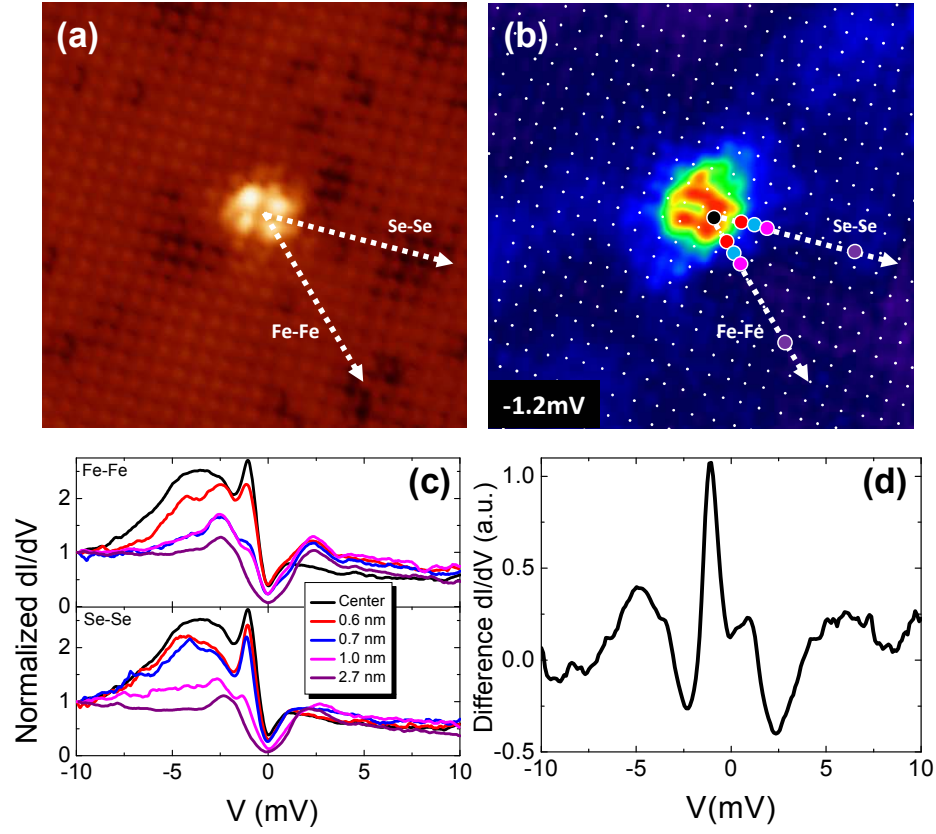 (a)
Se-Se
Fe-Fe
(b)
Se-Se
Fe-Fe
-1.2mV
Normalized dI/dV
Fe-Fe
(c)
2
1
0
Center
0.6 nm
0.7 nm
1.0 nm
2.7 nm
Se-Se
2
1
0
-10 -5 0 5 10
V (mV)
Difference dI/dV (a.u.)
(d)
1.0
0.5
0.0
-0.5
-10 -5 0 5 10
V(mV)